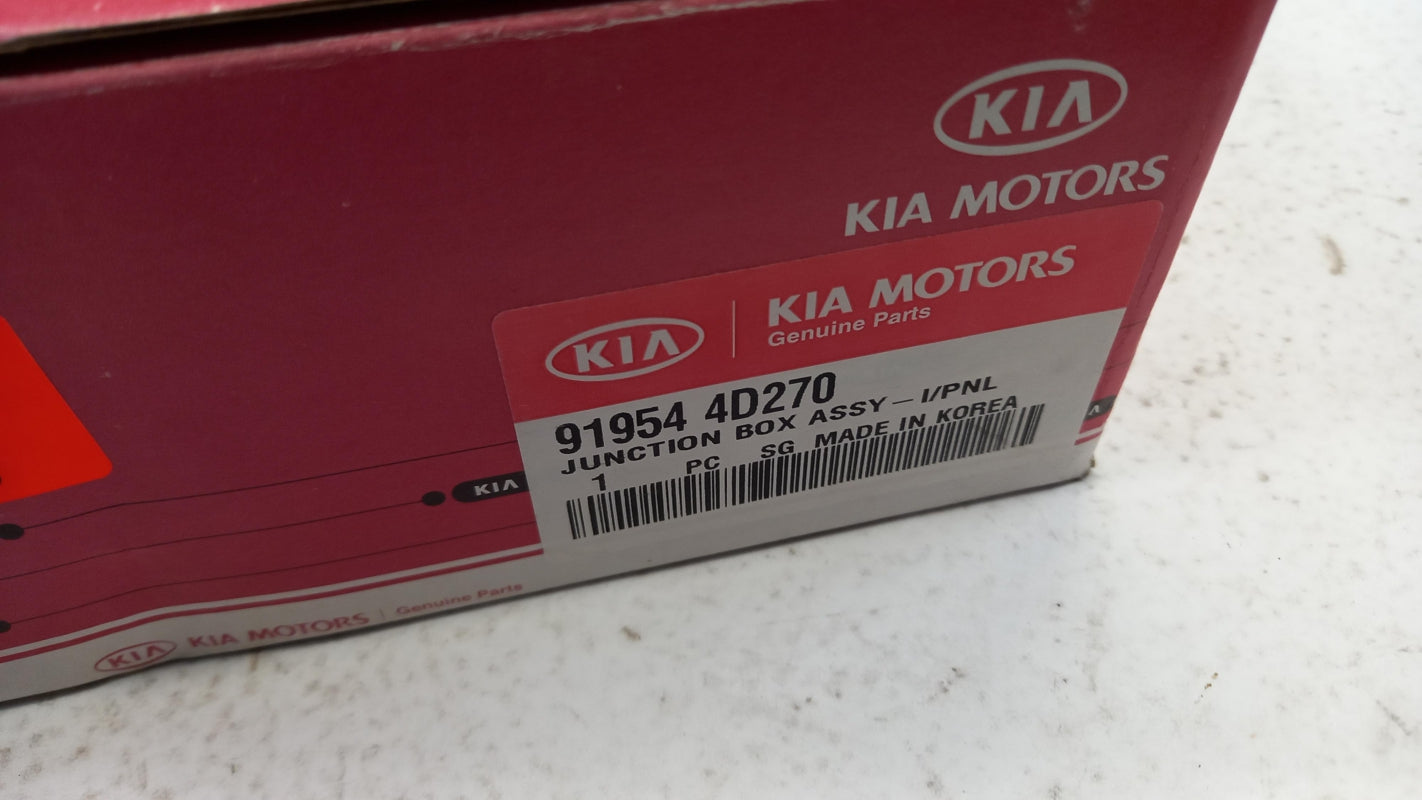 KIA
KIA MOTORS
KIA
KIA MOTORS
Genuine Parts
91954 4D270
JUNCTION BOX ASSY - I/PNL
1 PC SG MADE IN KOREA
KIA
KIA KIA MOTORS | Genuine Parts